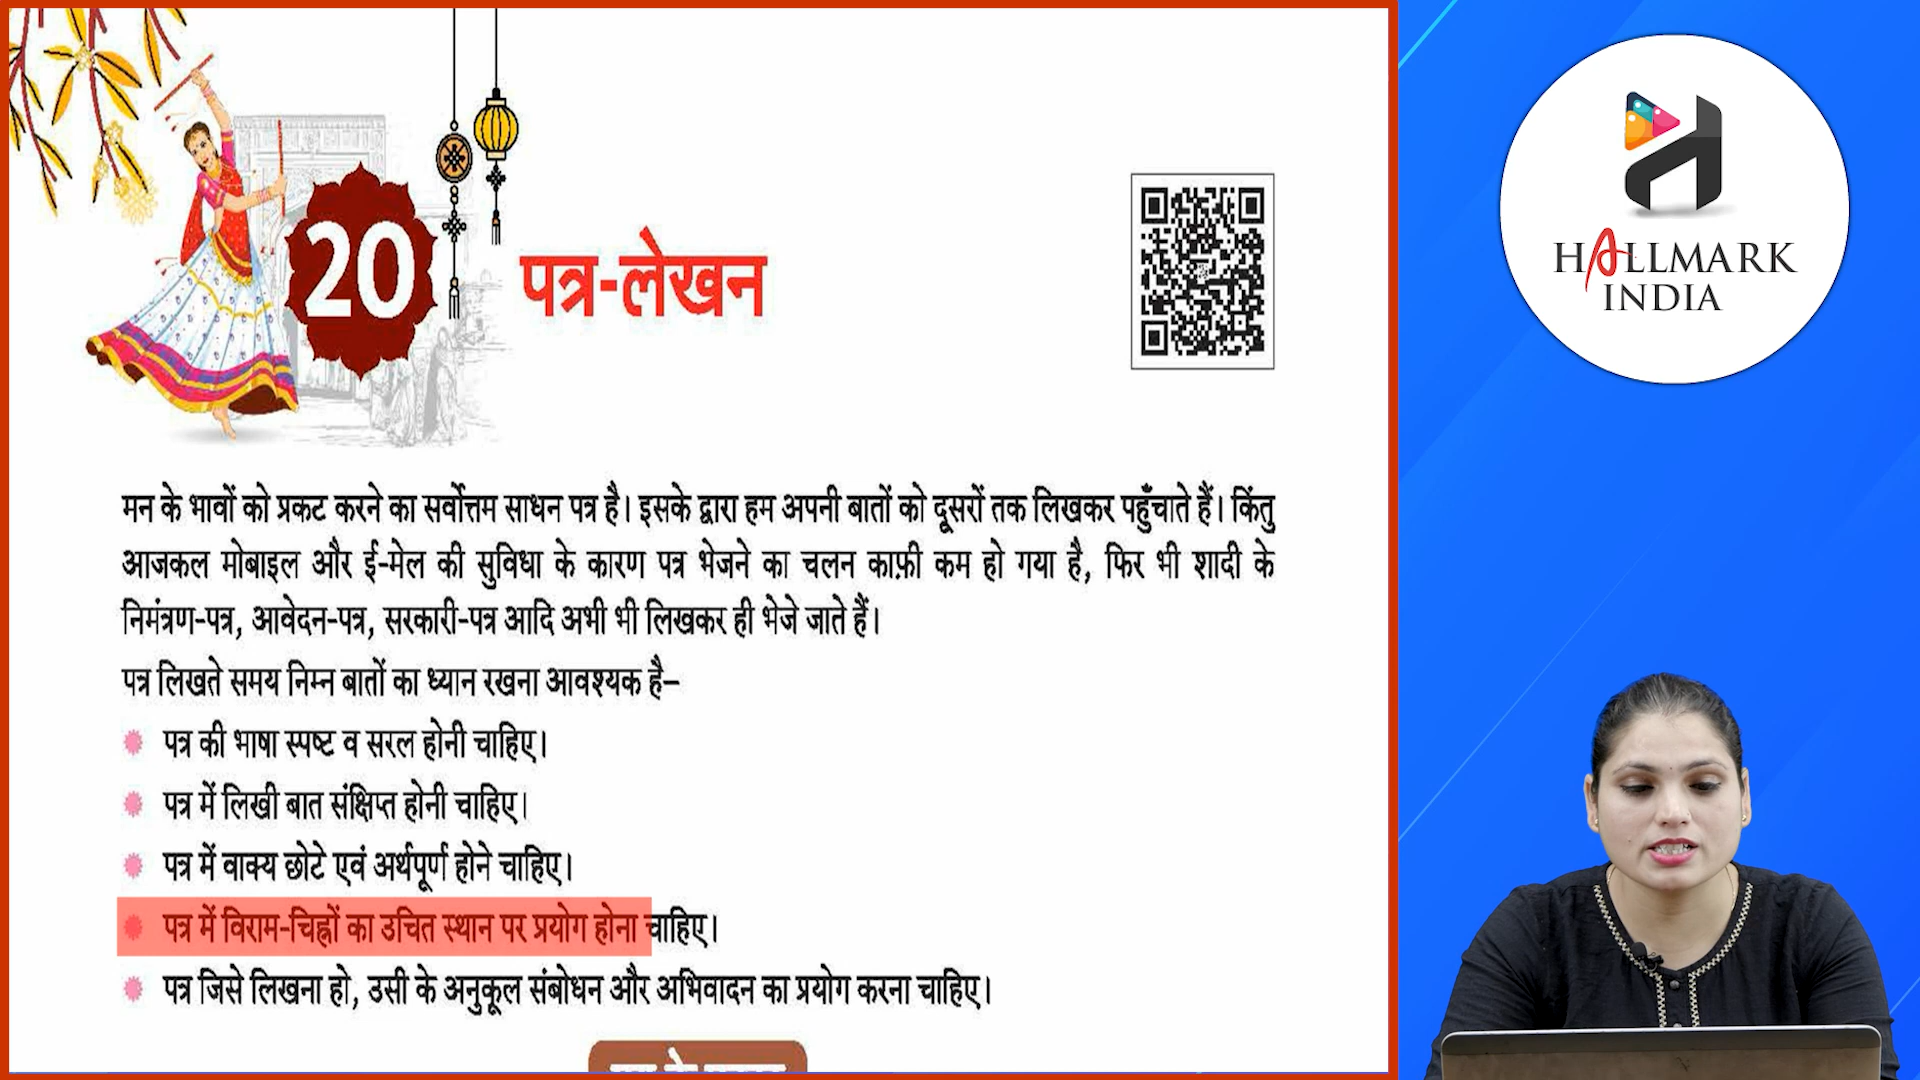 20
पत्र-लेखन
मन के भावों को प्रकट करने का सर्वोत्तम साधन पत्र है। इसके द्वारा हम अपनी बातों को दूसरों तक लिखकर पहुँचाते हैं। किंतु
आजकल मोबाइल और ई-मेल की सुविधा के कारण पत्र भेजने का चलन काफ़ी कम हो गया है, फिर भी शादी के
निमंत्रण-पत्र, आवेदन-पत्र, सरकारी-पत्र आदि अभी भी लिखकर ही भेजे जाते हैं।
पत्र लिखते समय निम्न बातों का ध्यान रखना आवश्यक है–
पत्र की भाषा स्पष्ट व सरल होनी चाहिए।
पत्र में लिखी बात संक्षिप्त होनी चाहिए।
पत्र में वाक्य छोटे एवं अर्थपूर्ण होने चाहिए।
पत्र में विराम-चिह्नों का उचित स्थान पर प्रयोग होना चाहिए।
पत्र जिसे लिखना हो, उसी के अनुकूल संबोधन और अभिवादन का प्रयोग करना चाहिए।
HALLMARK
INDIA